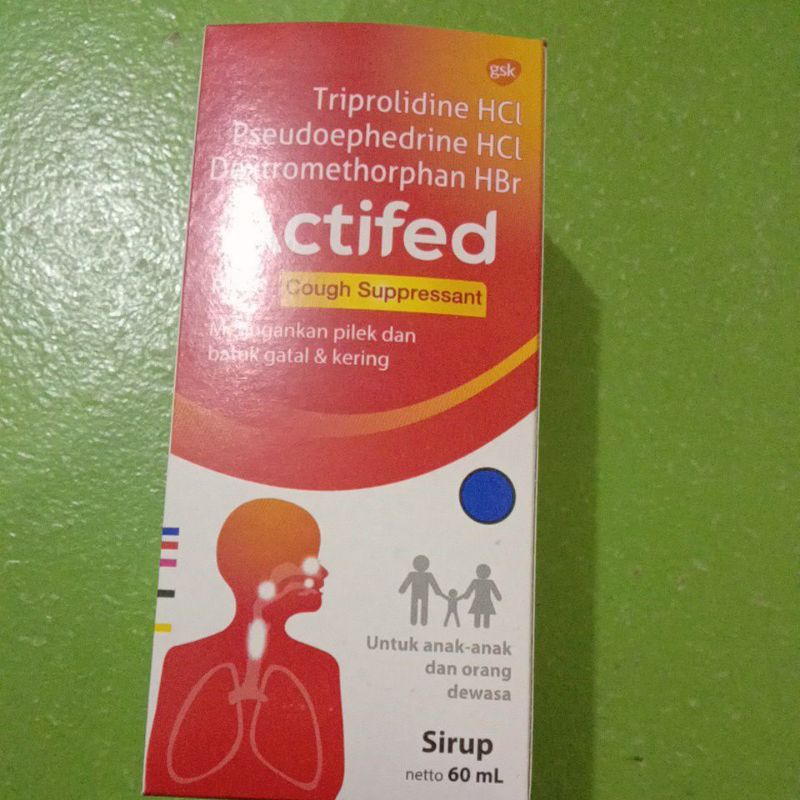 gsk
Triprolidine HCl
Pseudoephedrine HCl
Dextromethorphan HBr
Actifed
Cough Suppressant
Meringankan pilek dan
batuk gatal & kering
Untuk anak-anak
dan orang
dewasa
Sirup
netto 60 mL